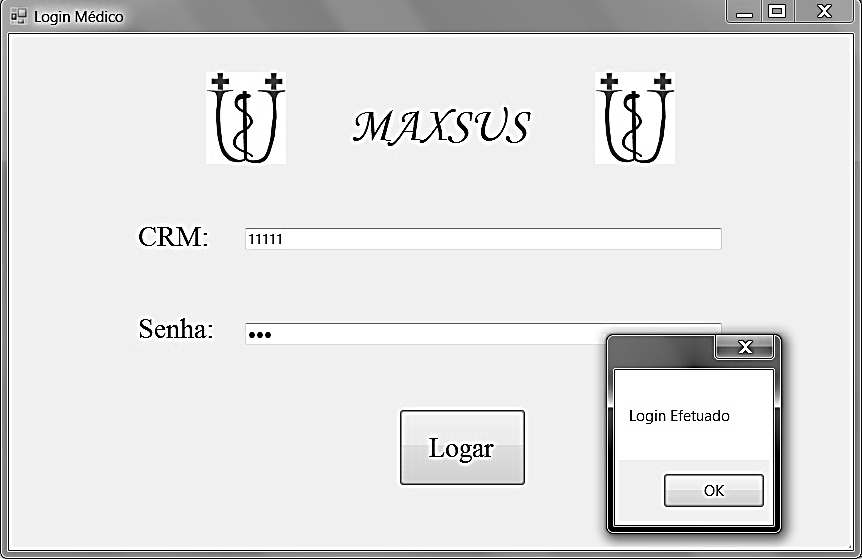 Login Médico
MAXSUS
CRM: 11111
Senha: •••
Logar
Login Efetuado
OK